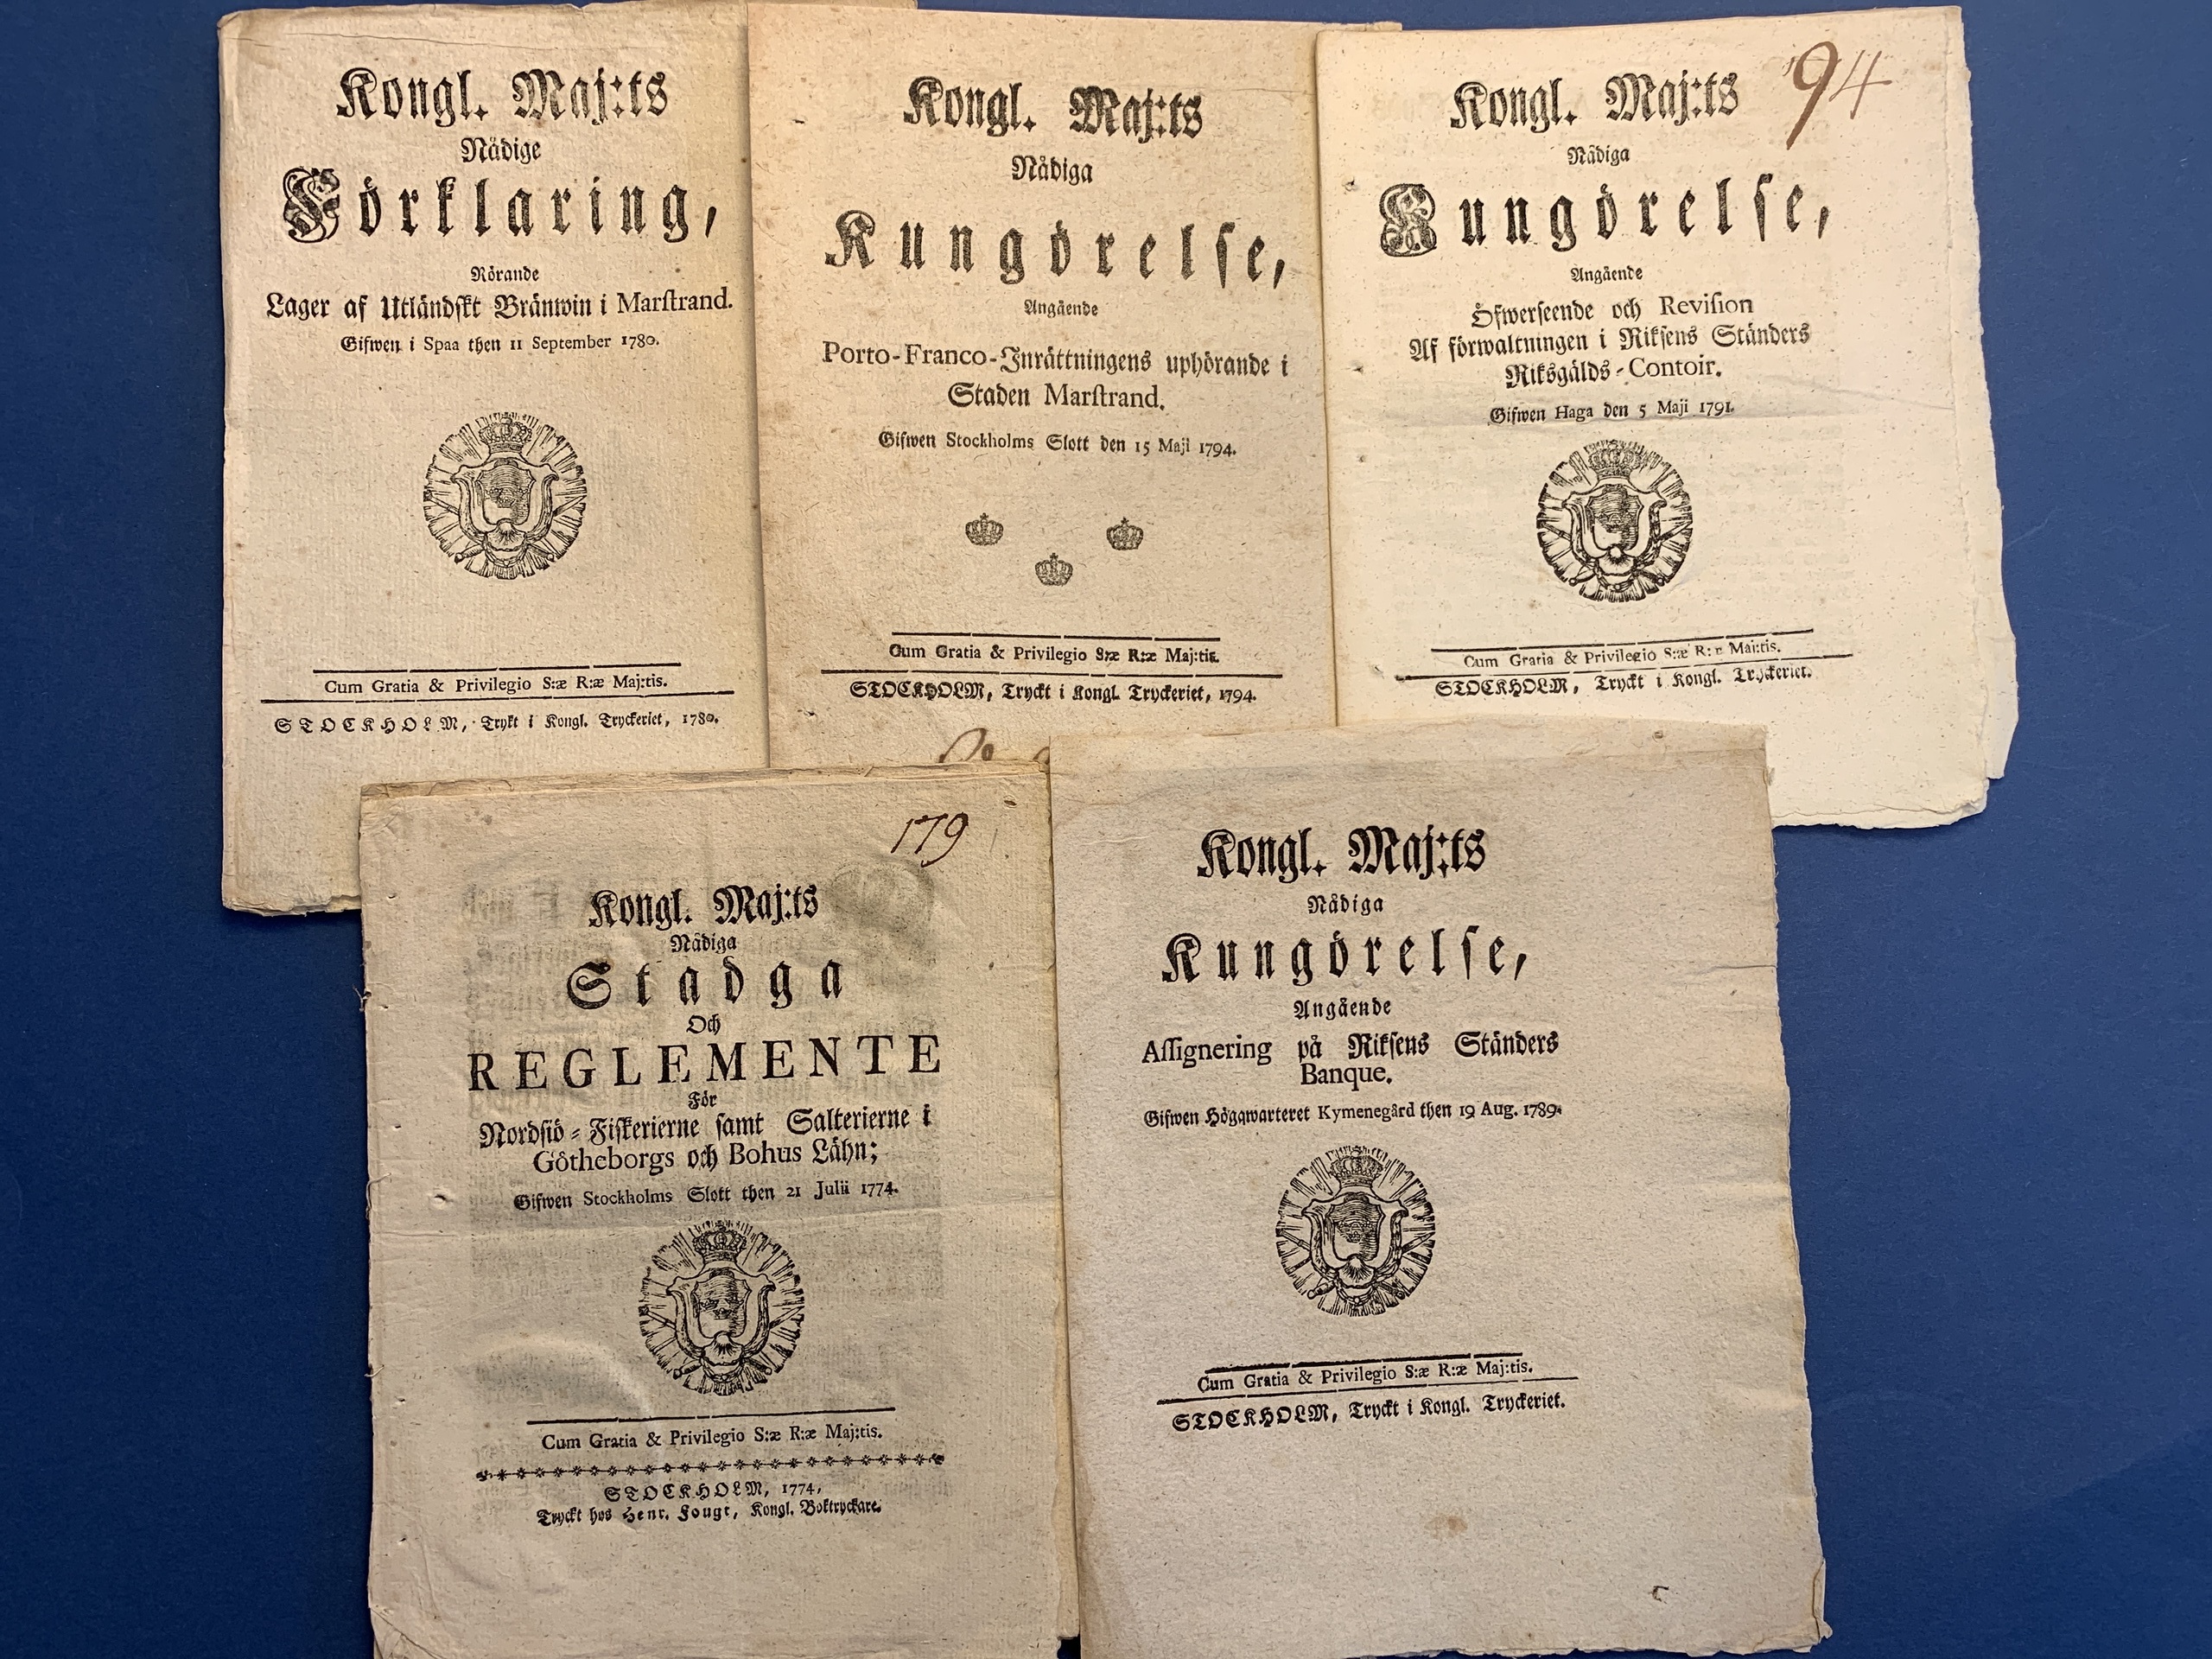 Kongl. Maj:ts
Nådige
Förklaring,
Rörande
Lager af Utländskt Bränwin i Marstrand.
Gifwen i Spaa then 11 September 1780.
Cum Gratia & Privilegio S:æ R:æ Maj:tis.
STOCKHOLM, Trykt i Kongl. Tryckeriet, 1780.
Kongl. Maj:ts
Nådiga
Kungörelse,
Angående
Porto-Franco-Inrättningens uphörande i
Staden Marstrand.
Gifwen Stockholms Slott den 15 Maji 1794.
Cum Gratia & Privilegio S:æ R:æ Maj:tis.
STOCKHOLM, Tryckt i Kongl. Tryckeriet, 1794.
94
Kongl. Maj:ts
Nådiga
Kungörelse,
Angående
Öfwerseende och Revision
Af förwaltningen i Riksens Ständers
Riksgälds-Contoir.
Gifwen Haga den 5 Maji 1791.
Cum Gratia & Privilegio S:æ R:æ Maj:tis.
STOCKHOLM, Tryckt i Kongl. Tryckeriet.
179
Kongl. Maj:ts
Nådiga
Stadga
Och
REGLEMENTE
För
Nordsiö-Fiskerierne samt Salterierne i
Götheborgs och Bohus Lähn;
Gifwen Stockholms Slott then 21 Julii 1774.
Cum Gratia & Privilegio S:æ R:æ Maj:tis.
STOCKHOLM, 1774,
Tryckt hos Henr. Fougt, Kongl. Boktryckare.
Kongl. Maj:ts
Nådiga
Kungörelse,
Angående
Assignering på Riksens Ständers
Banque.
Gifwen Högqwarteret Kymenegård then 19 Aug. 1789.
Cum Gratia & Privilegio S:æ R:æ Maj:tis.
STOCKHOLM, Tryckt i Kongl. Tryckeriet.